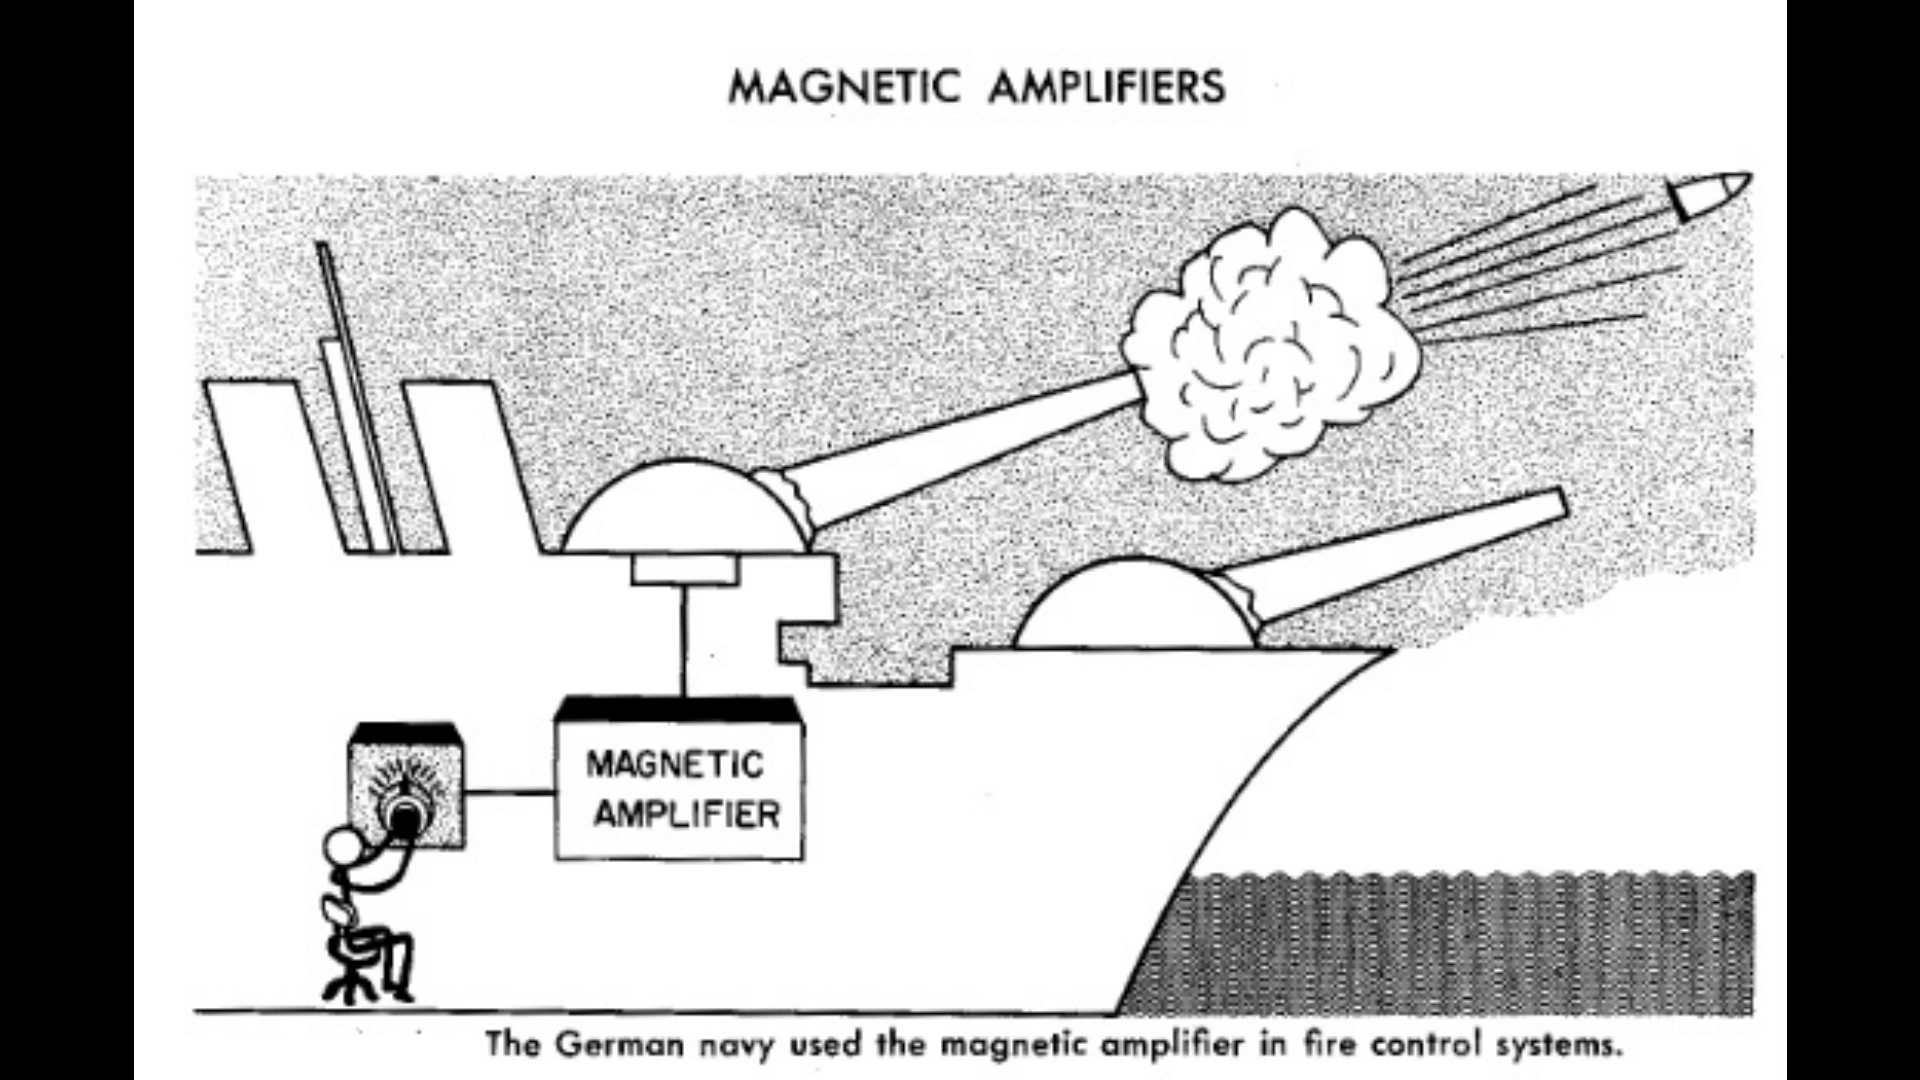 MAGNETIC AMPLIFIERS
MAGNETIC
AMPLIFIER
The German navy used the magnetic amplifier in fire control systems.